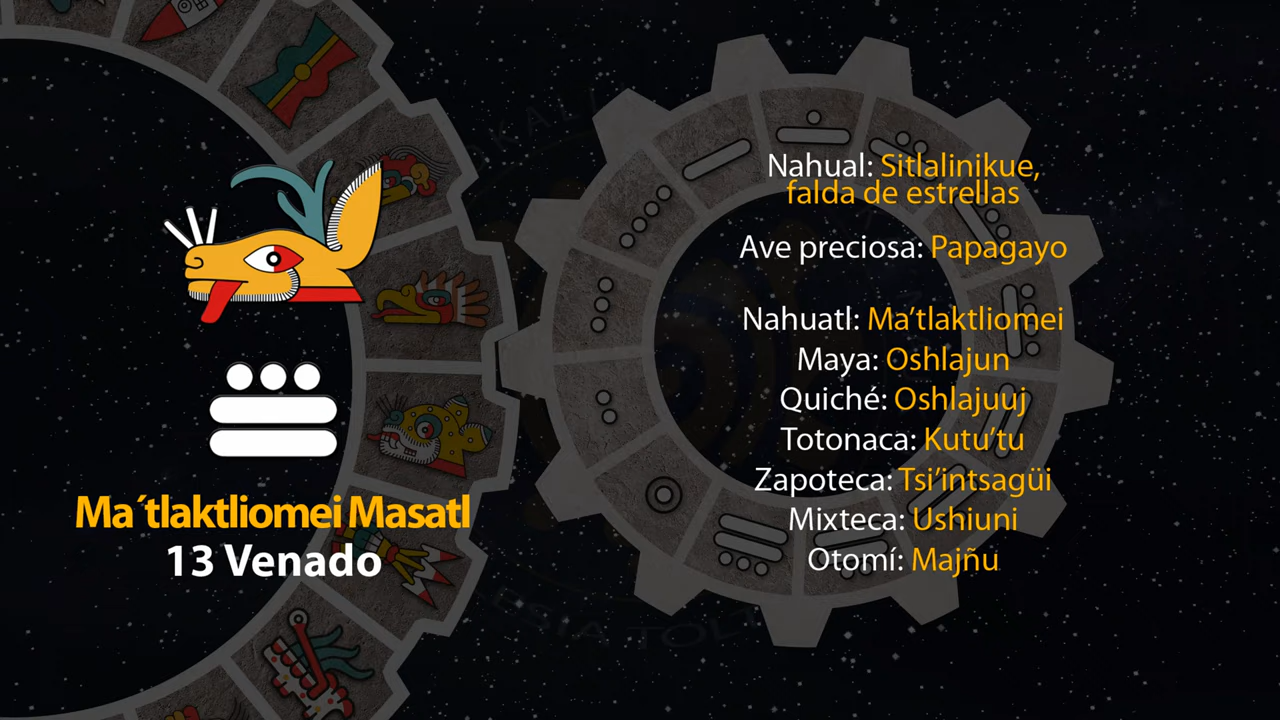 Ma´tlaktliomei Masatl
13 Venado
Nahual: Sitlalinikue,
falda de estrellas
Ave preciosa: Papagayo
Nahuatl: Ma’tlaktliomei
Maya: Oshlajun
Quiché: Oshlajuuj
Totonaca: Kutu’tu
Zapoteca: Tsi’intsagüi
Mixteca: Ushiuni
Otomí: Majñu